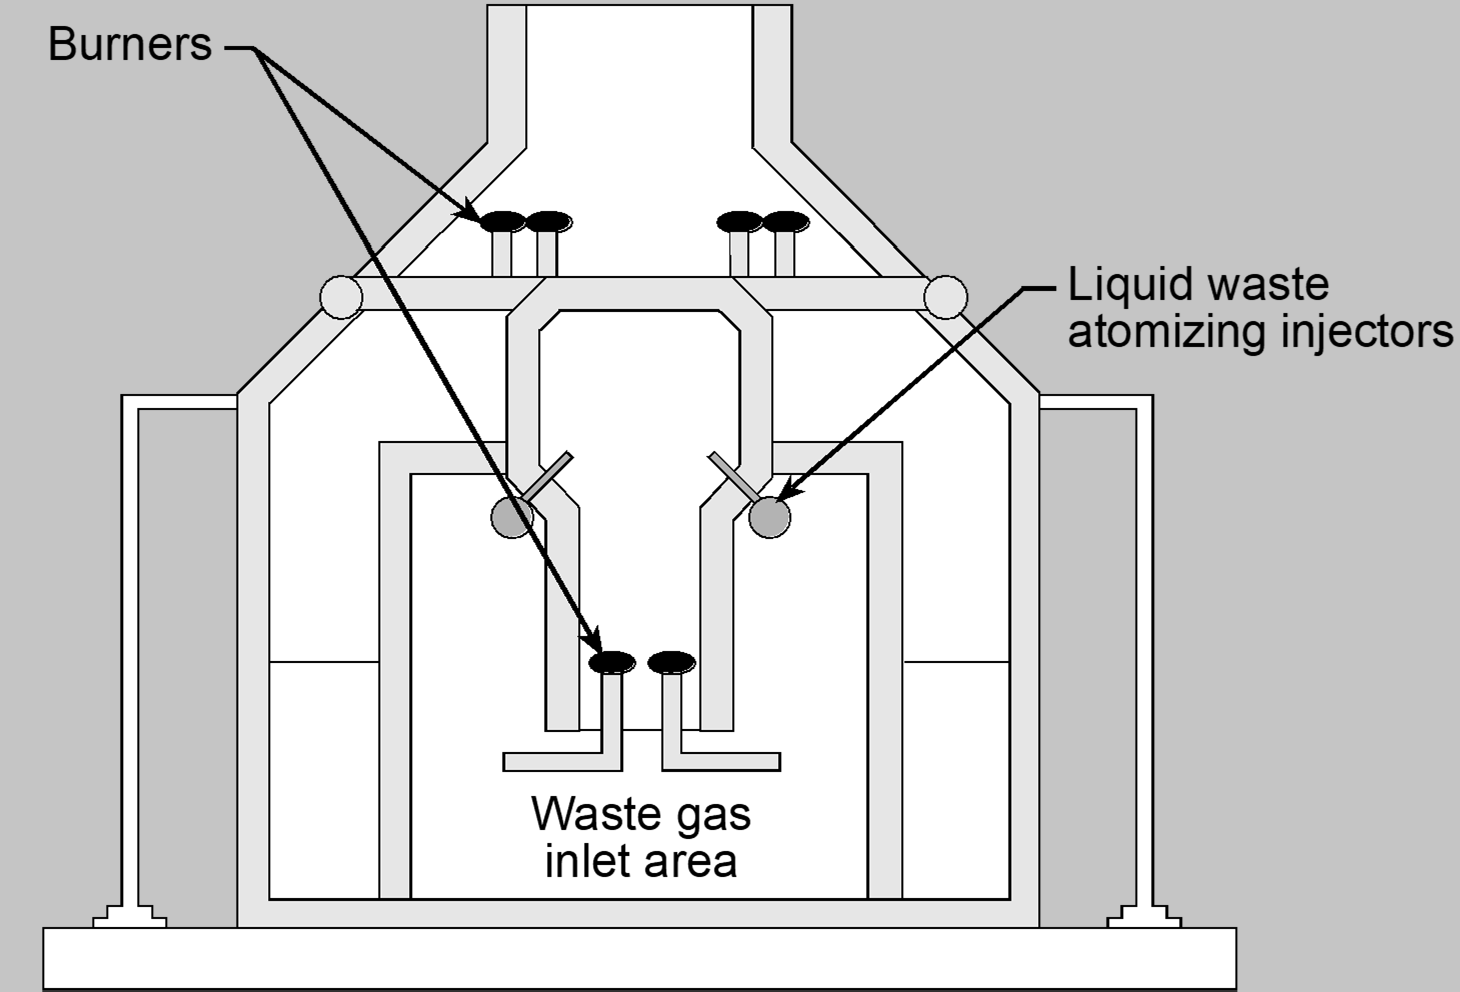 Burners
Liquid waste
atomizing injectors
Waste gas
inlet area